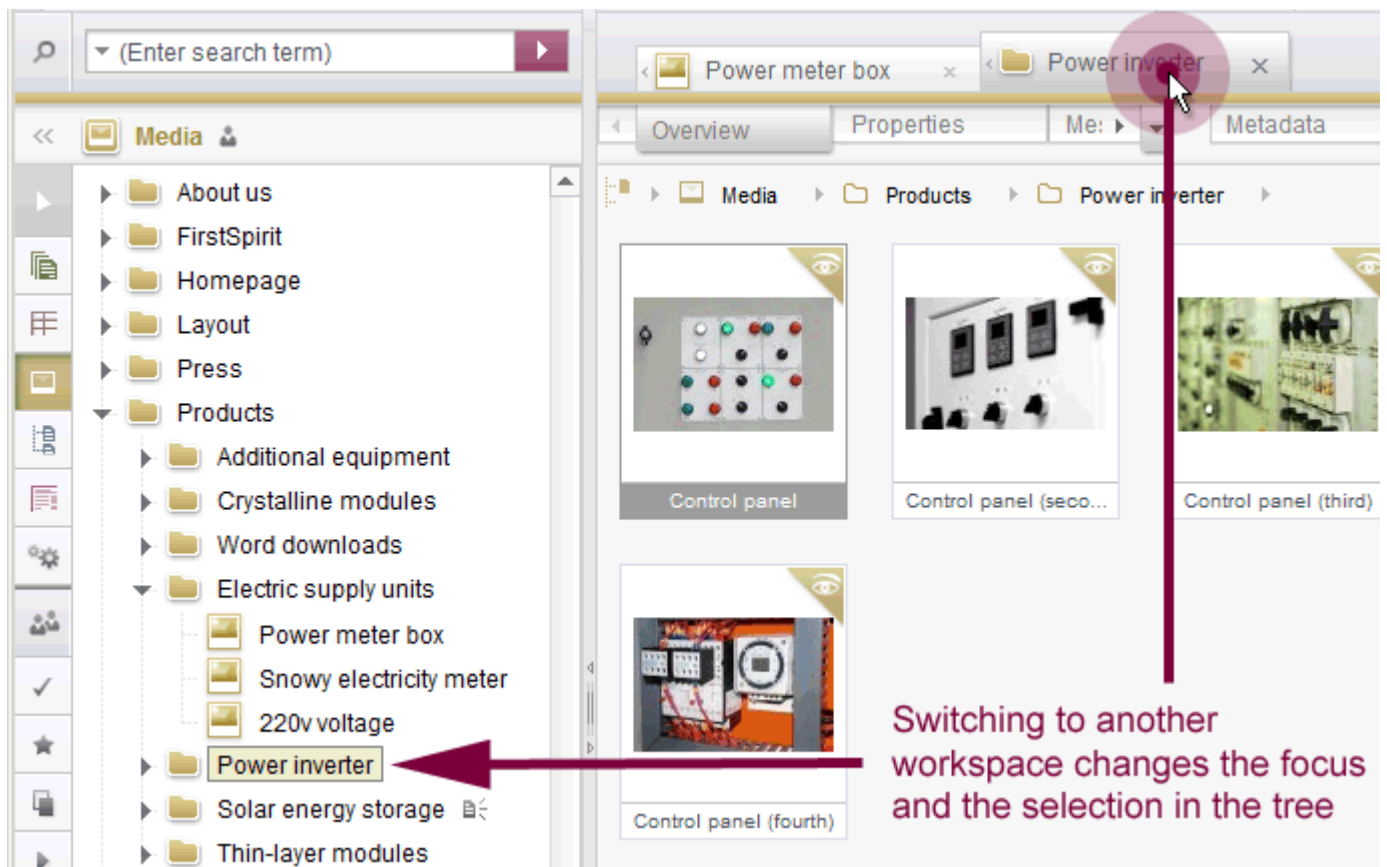 (Enter search term)
Power meter box
Power inverter
Media
Overview
Properties
Me:
Metadata
Media
Products
Power inverter
About us
FirstSpirit
Homepage
Layout
Press
Products
Additional equipment
Crystalline modules
Word downloads
Electric supply units
Power meter box
Snowy electricity meter
220v voltage
Power inverter
Solar energy storage
Thin-layer modules
Control panel
Control panel (seco...
Control panel (third)
Control panel (fourth)
Switching to another
workspace changes the focus
and the selection in the tree